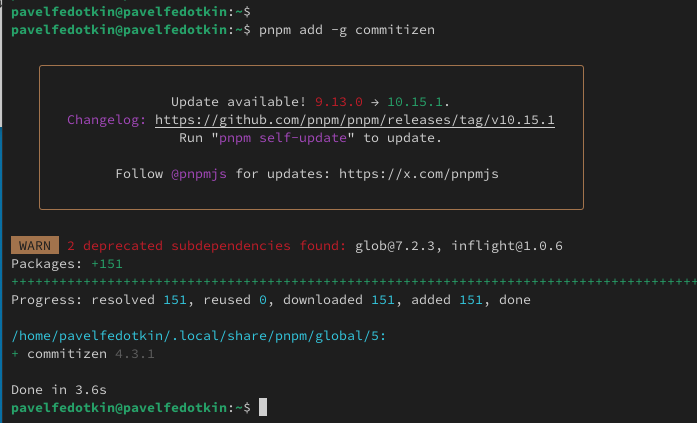 pavelfedotkin@pavelfedotkin:~$
pavelfedotkin@pavelfedotkin:~$ pnpm add -g commitizen
Update available! 9.13.0 → 10.15.1.
Changelog: https://github.com/pnpm/pnpm/releases/tag/v10.15.1
Run "pnpm self-update" to update.
Follow @pnpmjs for updates: https://x.com/pnpmjs
WARN 2 deprecated subdependencies found: glob@7.2.3, inflight@1.0.6
Packages: +151
++++++++++++++++++++++++++++++++++++++++++++++++++++++++++++++++++++++++++++++++++++++
Progress: resolved 151, reused 0, downloaded 151, added 151, done
/home/pavelfedotkin/.local/share/pnpm/global/5:
+ commitizen 4.3.1
Done in 3.6s
pavelfedotkin@pavelfedotkin:~$